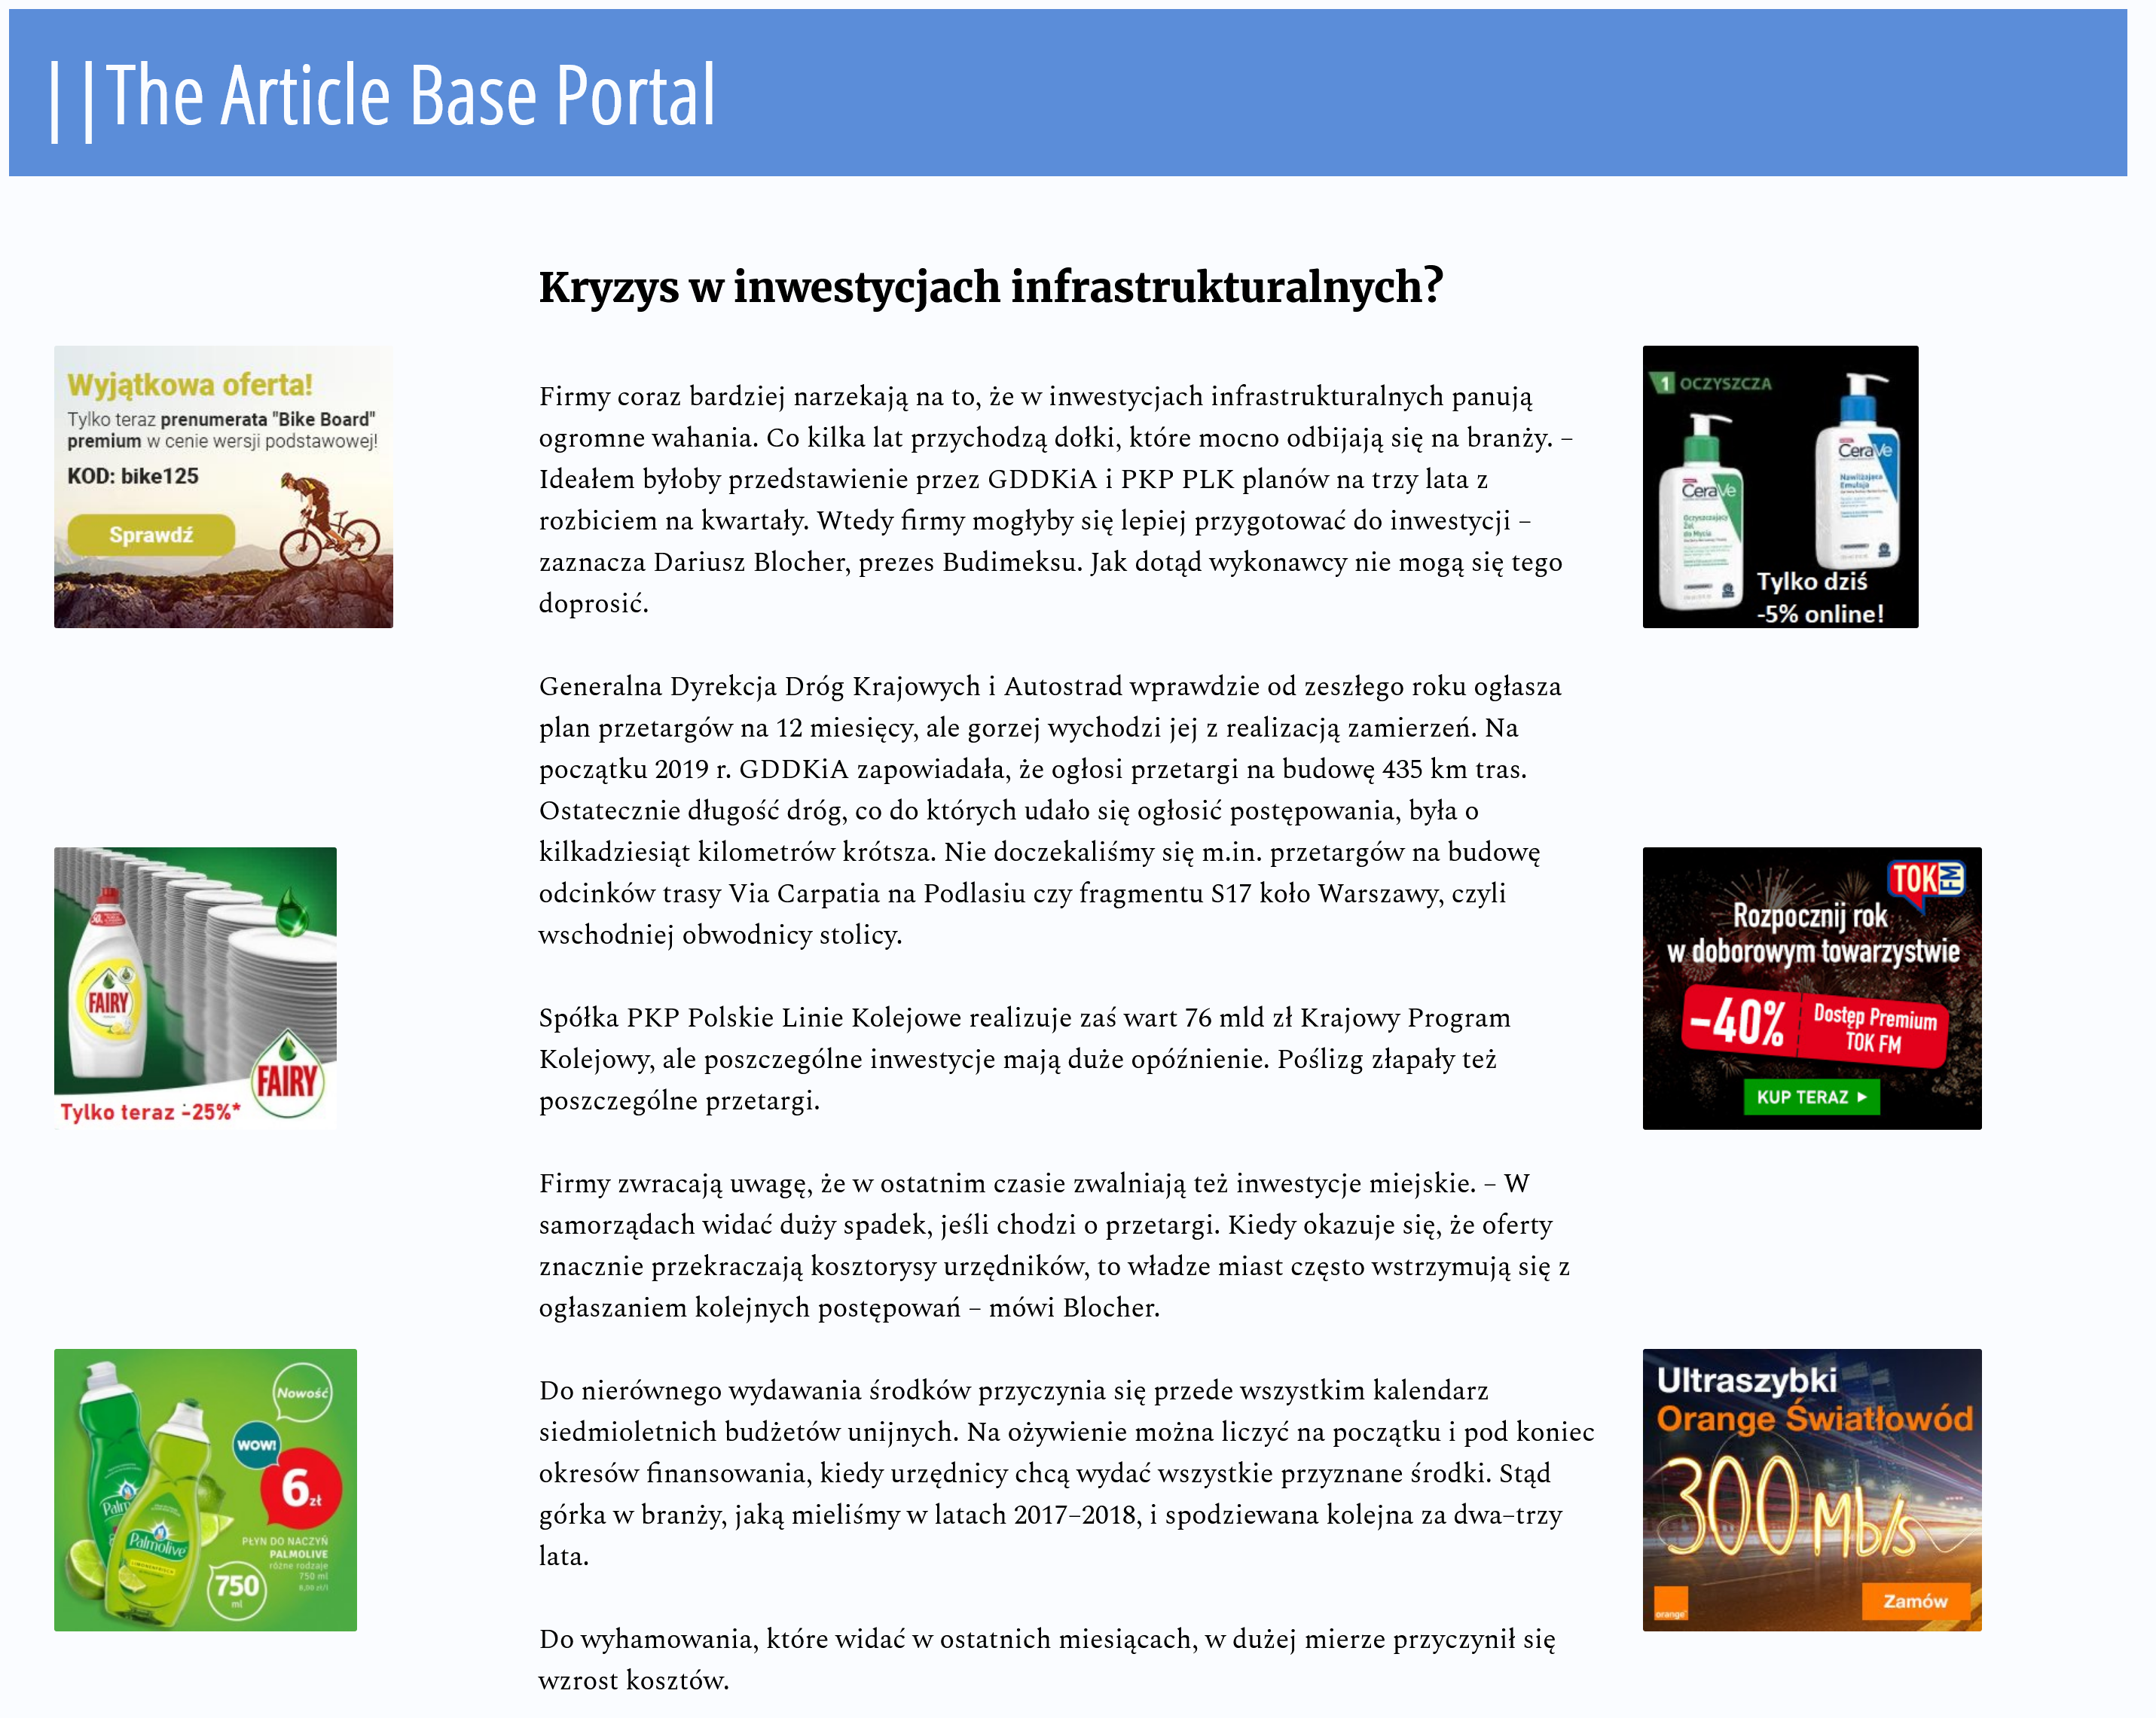 ||The Article Base Portal
Kryzys w inwestycjach infrastrukturalnych?
Firmy coraz bardziej narzekają na to, że w inwestycjach infrastrukturalnych panują
ogromne wahania. Co kilka lat przychodzą dołki, które mocno odbijają się na branży. –
Ideałem byłoby przedstawienie przez GDDKiA i PKP PLK planów na trzy lata z
rozbiciem na kwartały. Wtedy firmy mogłyby się lepiej przygotować do inwestycji –
zaznacza Dariusz Blocher, prezes Budimeksu. Jak dotąd wykonawcy nie mogą się tego
doprosić.
Generalna Dyrekcja Dróg Krajowych i Autostrad wprawdzie od zeszłego roku ogłasza
plan przetargów na 12 miesięcy, ale gorzej wychodzi jej z realizacją zamierzeń. Na
początku 2019 r. GDDKiA zapowiadała, że ogłosi przetargi na budowę 435 km tras.
Ostatecznie długość dróg, co do których udało się ogłosić postępowania, była o
kilkadziesiąt kilometrów krótsza. Nie doczekaliśmy się m.in. przetargów na budowę
odcinków trasy Via Carpatia na Podlasiu czy fragmentu S17 koło Warszawy, czyli
wschodniej obwodnicy stolicy.
Spółka PKP Polskie Linie Kolejowe realizuje zaś wart 76 mld zł Krajowy Program
Kolejowy, ale poszczególne inwestycje mają duże opóźnienie. Poślizg złapały też
poszczególne przetargi.
Firmy zwracają uwagę, że w ostatnim czasie zwalniają też inwestycje miejskie. – W
samorządach widać duży spadek, jeśli chodzi o przetargi. Kiedy okazuje się, że oferty
znacznie przekraczają kosztorysy urzędników, to władze miast często wstrzymują się z
ogłaszaniem kolejnych postępowań – mówi Blocher.
Do nierównego wydawania środków przyczynia się przede wszystkim kalendarz
siedmioletnich budżetów unijnych. Na ożywienie można liczyć na początku i pod koniec
okresów finansowania, kiedy urzędnicy chcą wydać wszystkie przyznane środki. Stąd
górka w branży, jaką mieliśmy w latach 2017–2018, i spodziewana kolejna za dwa–trzy
lata.
Do wyhamowania, które widać w ostatnich miesiącach, w dużej mierze przyczynił się
wzrost kosztów.
Wyjątkowa oferta!
Tylko teraz prenumerata "Bike Board"
premium w cenie wersji podstawowej!
KOD: bike125
Sprawdź
FAIRY
FAIRY
Tylko teraz -25%*
Nowość
WOW!
6 zł
Palmolive
PŁYN DO NACZYŃ
PALMOLIVE
różne rodzaje
750 ml
8,00 zł/l
750
ml
1 OCZYSZCZA
CeraVe
Nawilżająca
Emulsja
CeraVe
Oczyszczający
Żel
do Mycia
Tylko dziś
-5% online!
TOK FM
Rozpocznij rok
w doborowym towarzystwie
-40%
Dostęp Premium
TOK FM
KUP TERAZ
Ultraszybki
Orange Światłowód
300 Mb/s
orange
Zamów